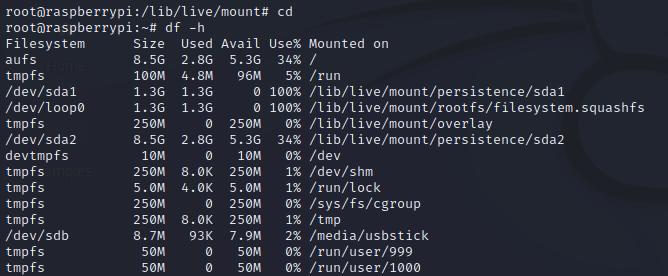 root@raspberrypi:/lib/live/mount# cd
root@raspberrypi:~# df -h
Filesystem      Size  Used Avail Use% Mounted on
aufs            8.5G  2.8G  5.3G  34% /
tmpfs           100M  4.8M   96M   5% /run
/dev/sda1       1.3G  1.3G     0 100% /lib/live/mount/persistence/sda1
/dev/loop0      1.3G  1.3G     0 100% /lib/live/mount/rootfs/filesystem.squashfs
tmpfs           250M     0  250M   0% /lib/live/mount/overlay
/dev/sda2       8.5G  2.8G  5.3G  34% /lib/live/mount/persistence/sda2
devtmpfs         10M     0   10M   0% /dev
tmpfs           250M  8.0K  250M   1% /dev/shm
tmpfs           5.0M  4.0K  5.0M   1% /run/lock
tmpfs           250M     0  250M   0% /sys/fs/cgroup
tmpfs           250M  8.0K  250M   1% /tmp
/dev/sdb        8.7M   93K  7.9M   2% /media/usbstick
tmpfs            50M     0   50M   0% /run/user/999
tmpfs            50M     0   50M   0% /run/user/1000